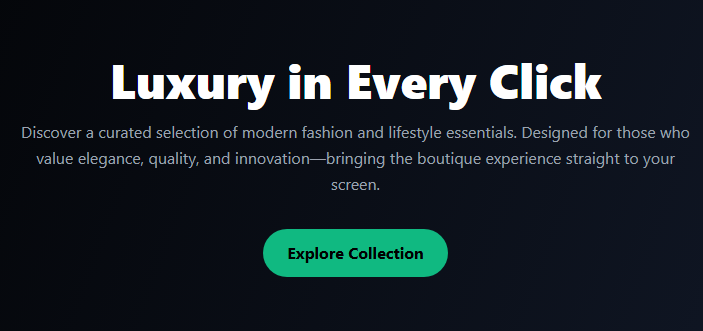 Luxury in Every Click
Discover a curated selection of modern fashion and lifestyle essentials. Designed for those who
value elegance, quality, and innovation—bringing the boutique experience straight to your
screen.
Explore Collection